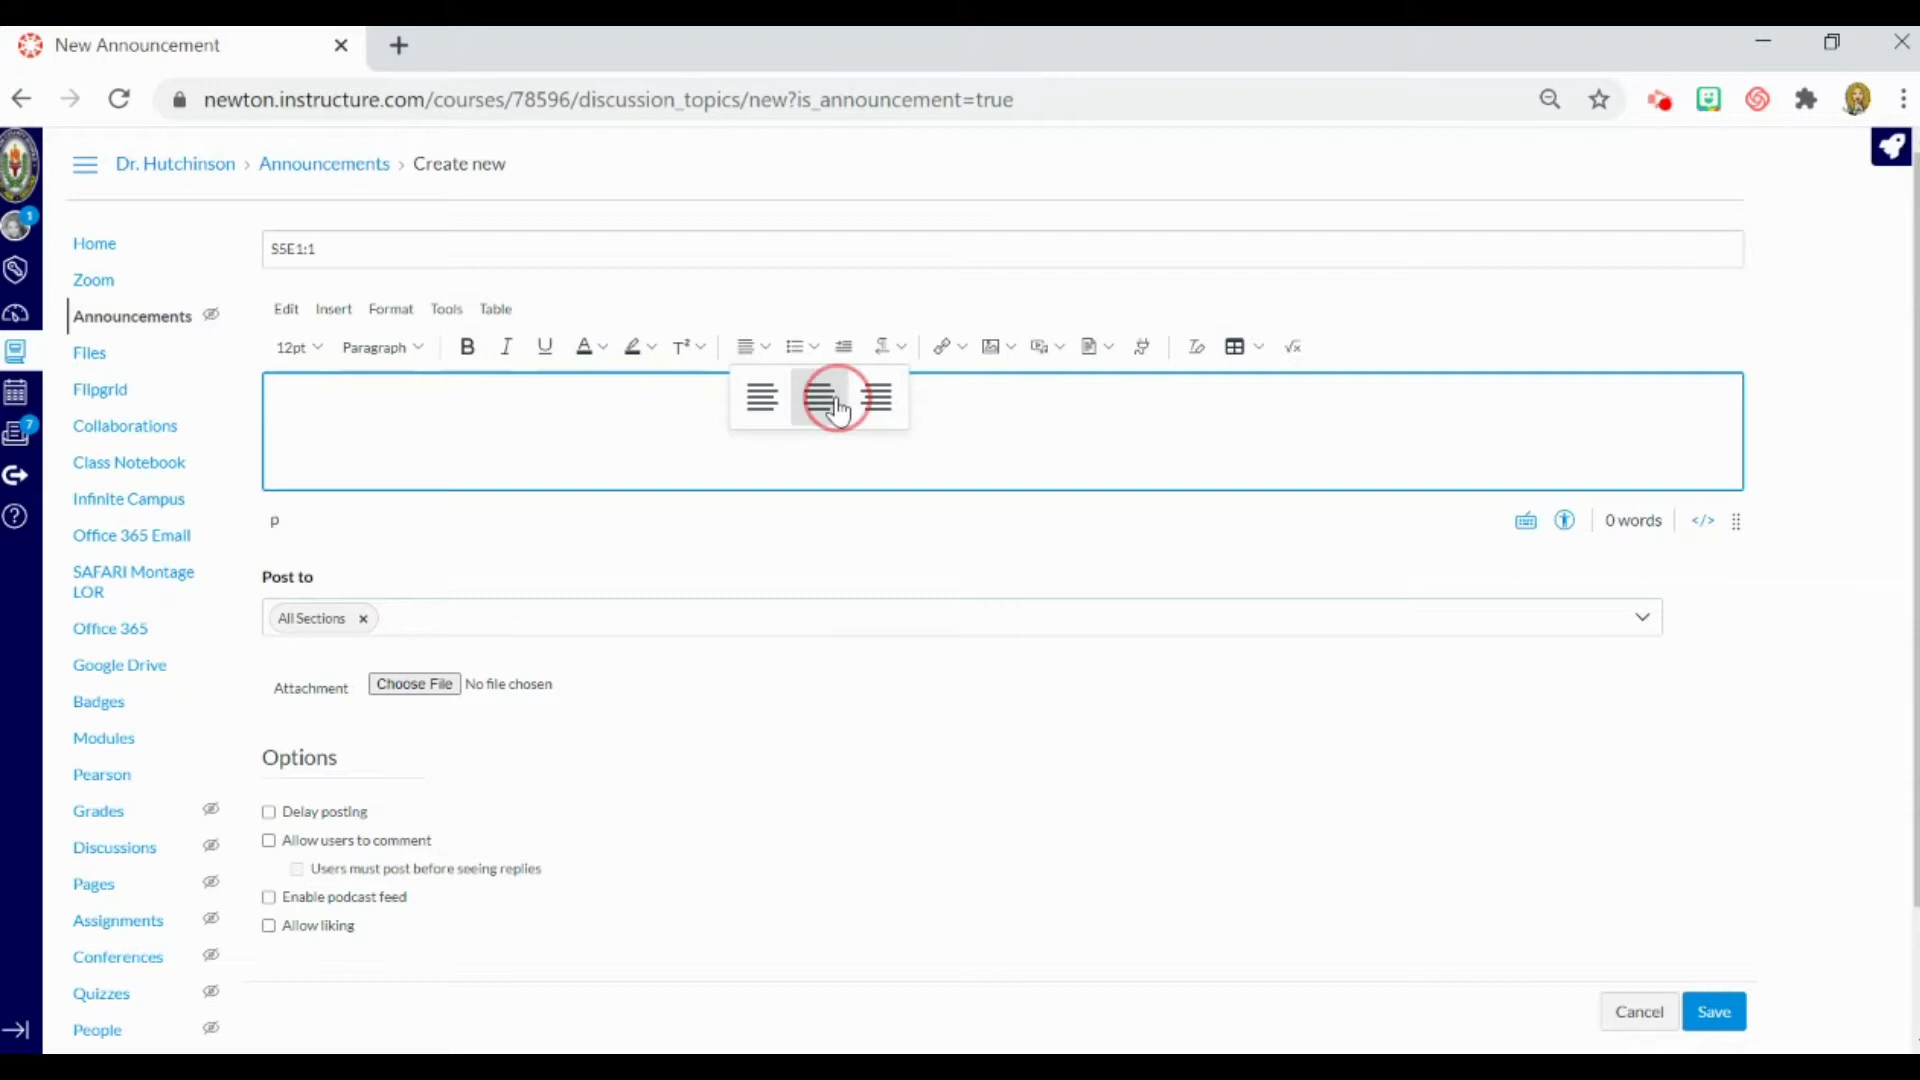 New Announcement
newton.instructure.com/courses/78596/discussion_topics/new?is_announcement=true
Dr. Hutchinson › Announcements › Create new
1
7
Home
Zoom
Announcements
Files
Flipgrid
Collaborations
Class Notebook
Infinite Campus
Office 365 Email
SAFARI Montage
LOR
Office 365
Google Drive
Badges
Modules
Pearson
Grades
Discussions
Pages
Assignments
Conferences
Quizzes
People
S5E1:1
Edit Insert Format Tools Table
12pt Paragraph B I U A T² √x
p 0 words </>
Post to
All Sections ×
Attachment Choose File No file chosen
Options
Delay posting
Allow users to comment
Users must post before seeing replies
Enable podcast feed
Allow liking
Cancel Save